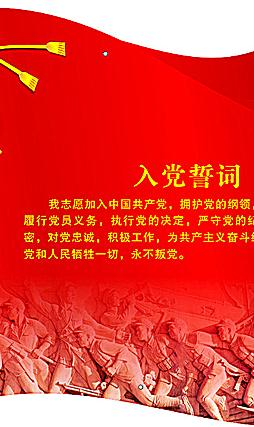 入党誓词
我志愿加入中国共产党，拥护党的纲领，
履行党员义务，执行党的决定，严守党的纪
密，对党忠诚，积极工作，为共产主义奋斗终
党和人民牺牲一切，永不叛党。